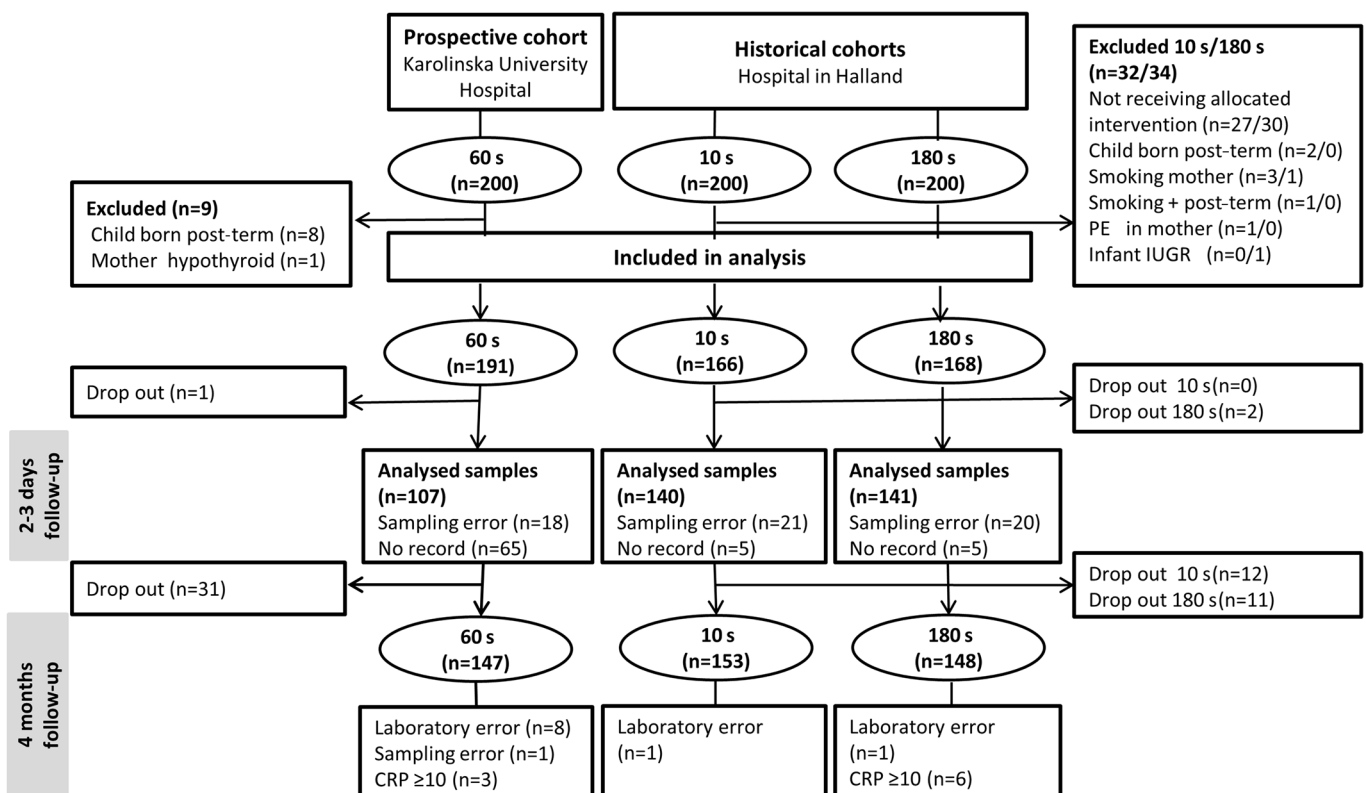 Prospective cohort
Karolinska University
Hospital
Historical cohorts
Hospital in Halland
Excluded 10 s/180 s
(n=32/34)
Not receiving allocated
intervention (n=27/30)
Child born post-term (n=2/0)
Smoking mother (n=3/1)
Smoking + post-term (n=1/0)
PE in mother (n=1/0)
Infant IUGR (n=0/1)
60 s
(n=200)
10 s
(n=200)
180 s
(n=200)
Excluded (n=9)
Child born post-term (n=8)
Mother hypothyroid (n=1)
Included in analysis
60 s
(n=191)
10 s
(n=166)
180 s
(n=168)
Drop out (n=1)
Drop out 10 s(n=0)
Drop out 180 s(n=2)
2-3 days
follow-up
Analysed samples
(n=107)
Sampling error (n=18)
No record (n=65)
Analysed samples
(n=140)
Sampling error (n=21)
No record (n=5)
Analysed samples
(n=141)
Sampling error (n=20)
No record (n=5)
Drop out (n=31)
Drop out 10 s(n=12)
Drop out 180 s(n=11)
4 months
follow-up
60 s
(n=147)
10 s
(n=153)
180 s
(n=148)
Laboratory error (n=8)
Sampling error (n=1)
CRP ≥10 (n=3)
Laboratory error
(n=1)
Laboratory error
(n=1)
CRP ≥10 (n=6)